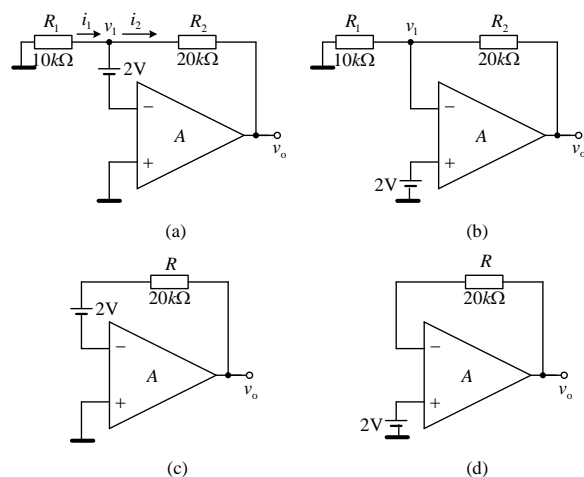 R₁ i₁ v₁ i₂ R₂
10kΩ 2V 20kΩ
−
A
+
vₒ
(a)
R₁ v₁ R₂
10kΩ 20kΩ
−
A
+
2V
vₒ
(b)
R
20kΩ
2V
−
A
+
vₒ
(c)
R
20kΩ
−
A
+
2V
vₒ
(d)